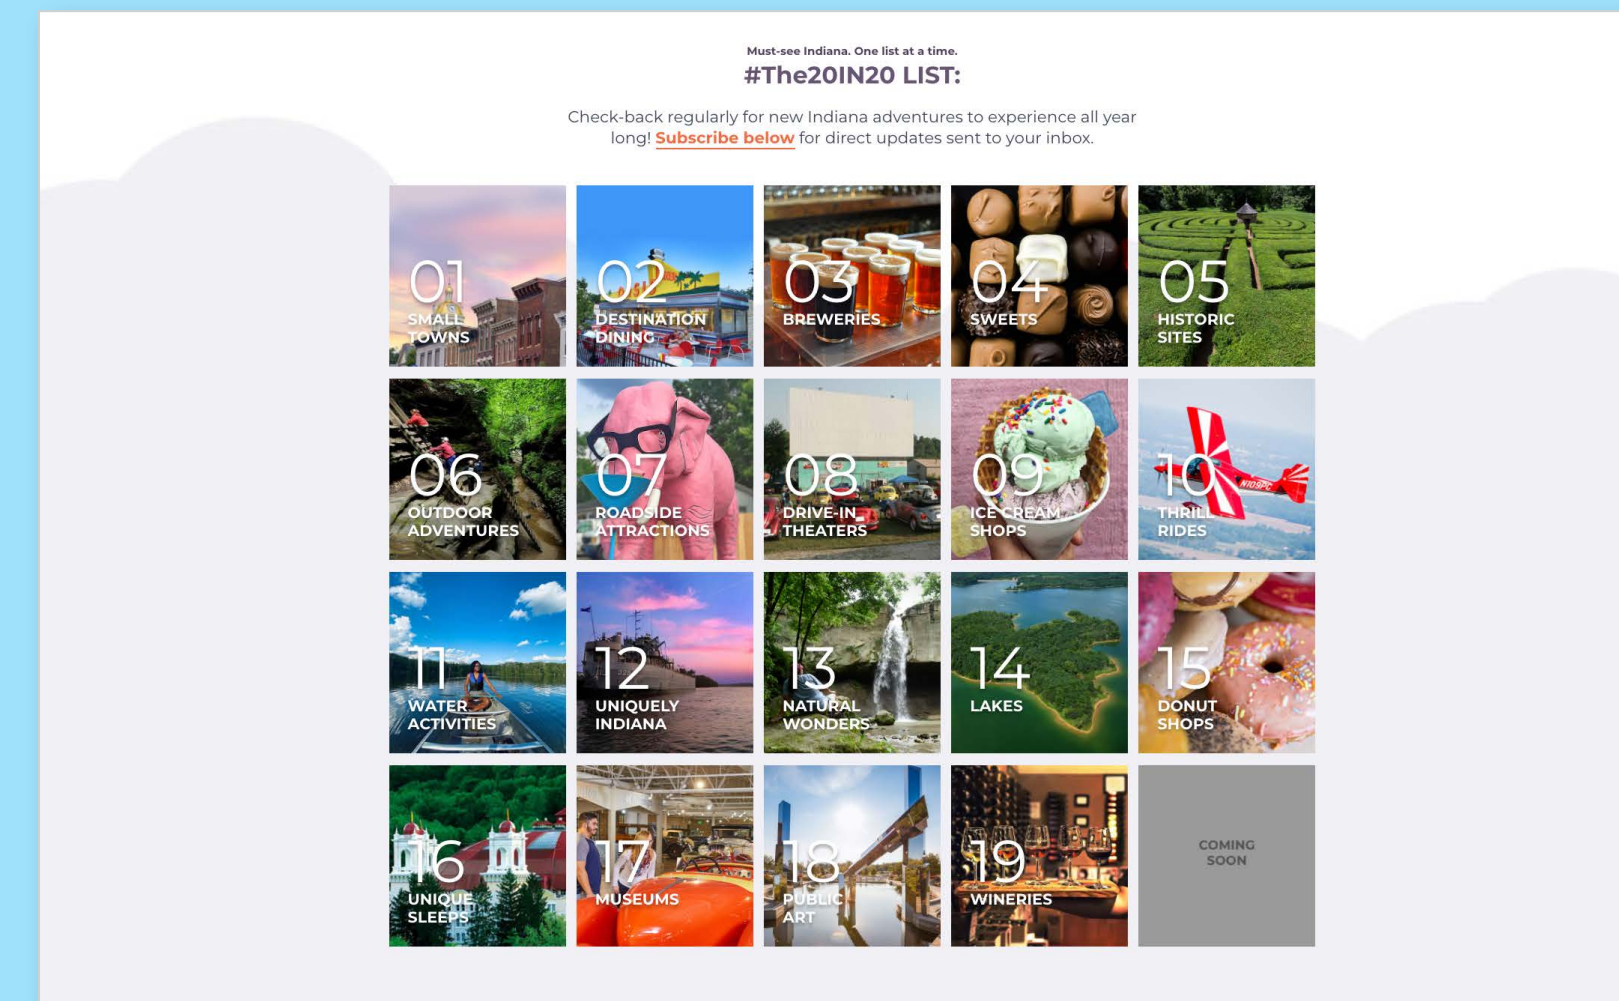 Must-see Indiana. One list at a time.
#The20IN20 LIST:
Check-back regularly for new Indiana adventures to experience all year
long! Subscribe below for direct updates sent to your inbox.
01
SMALL
TOWNS
02
DESTINATION
DINING
03
BREWERIES
04
SWEETS
05
HISTORIC
SITES
06
OUTDOOR
ADVENTURES
07
ROADSIDE
ATTRACTIONS
08
DRIVE-IN
THEATERS
09
ICE CREAM
SHOPS
10
THRILL
RIDES
N109PC
11
WATER
ACTIVITIES
12
UNIQUELY
INDIANA
13
NATURAL
WONDERS
14
LAKES
15
DONUT
SHOPS
16
UNIQUE
SLEEPS
17
MUSEUMS
18
PUBLIC
ART
19
WINERIES
COMING
SOON